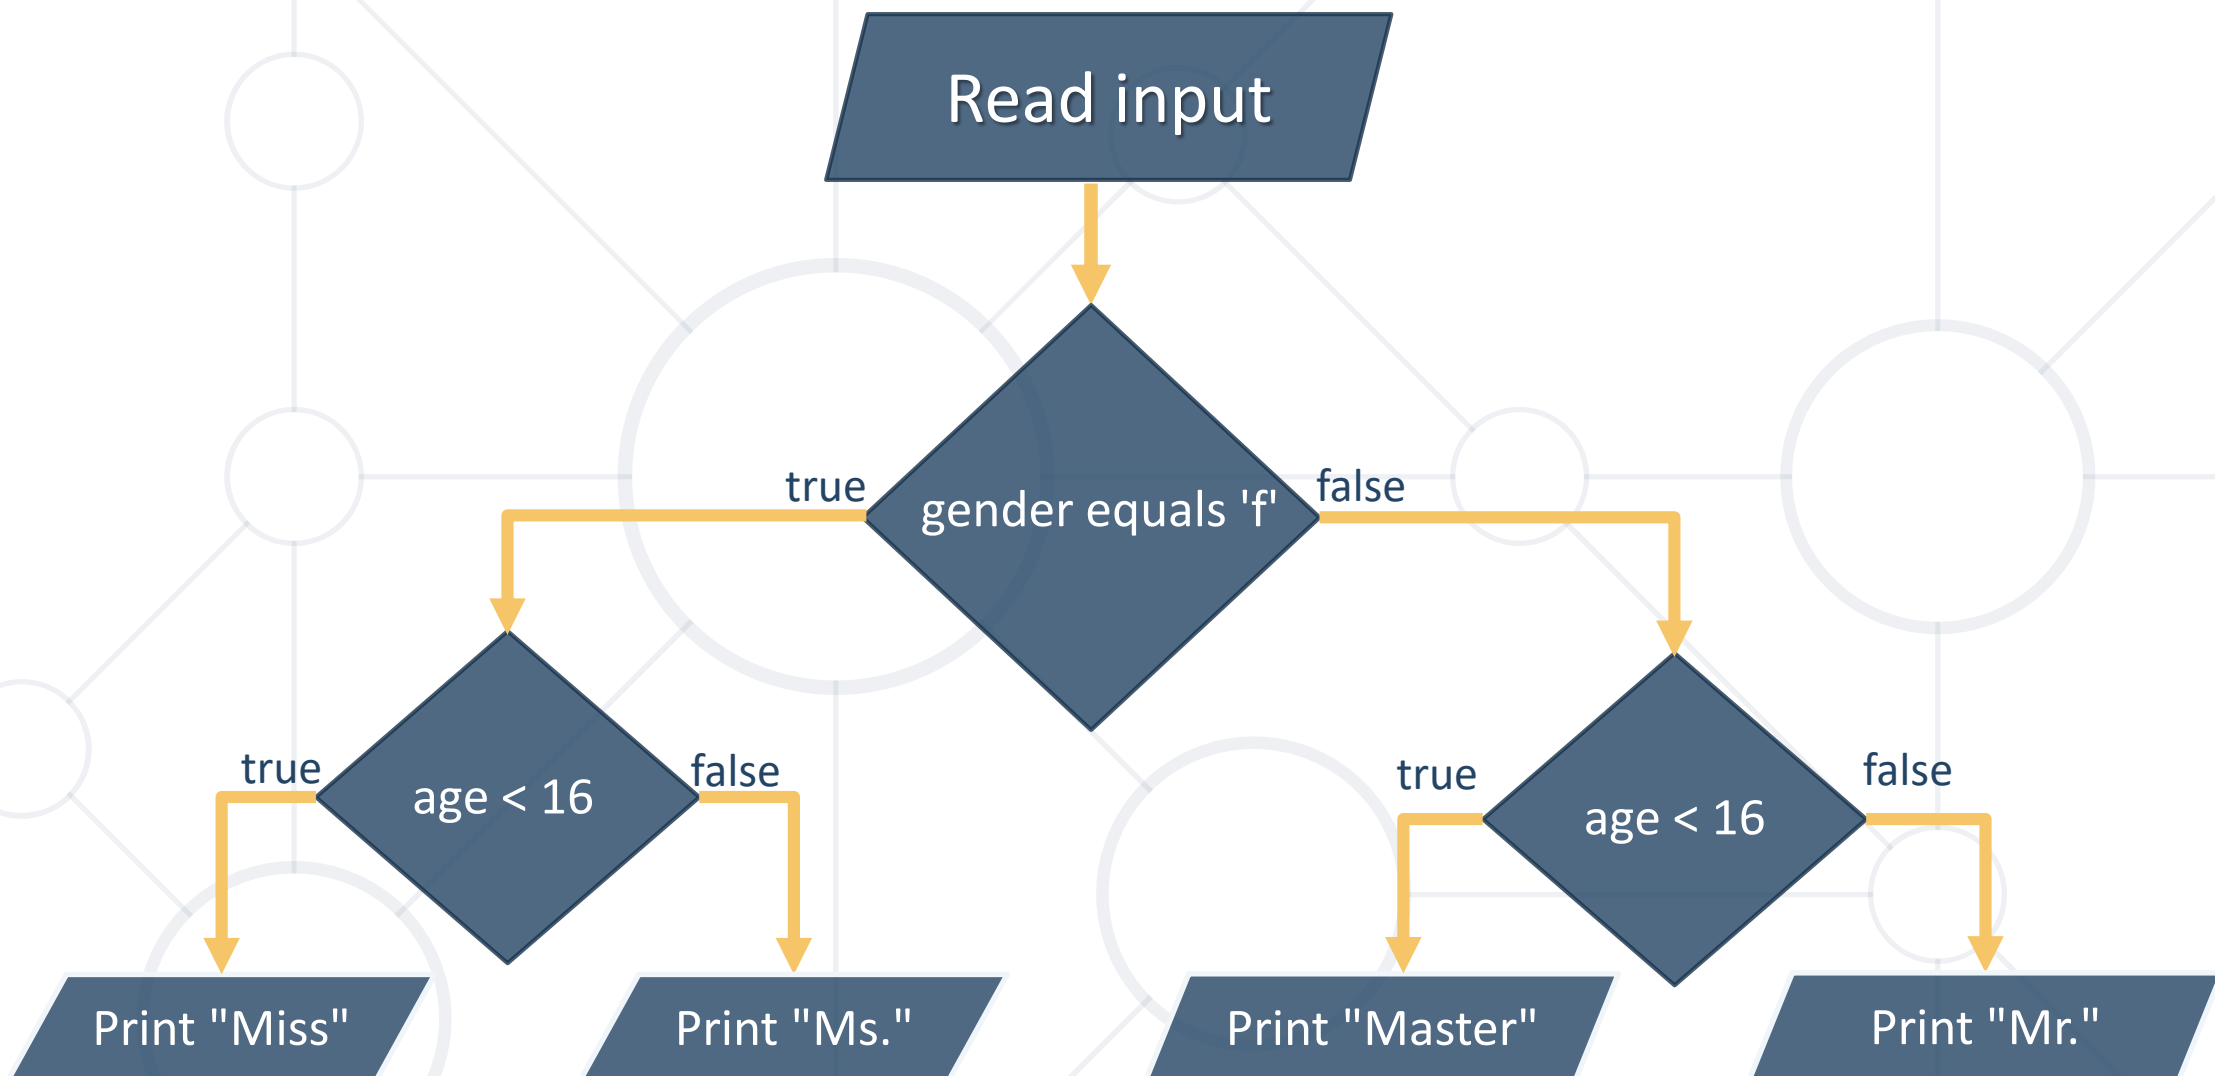 Read input
true
gender equals 'f'
false
true
age < 16
false
true
age < 16
false
Print "Miss"
Print "Ms."
Print "Master"
Print "Mr."